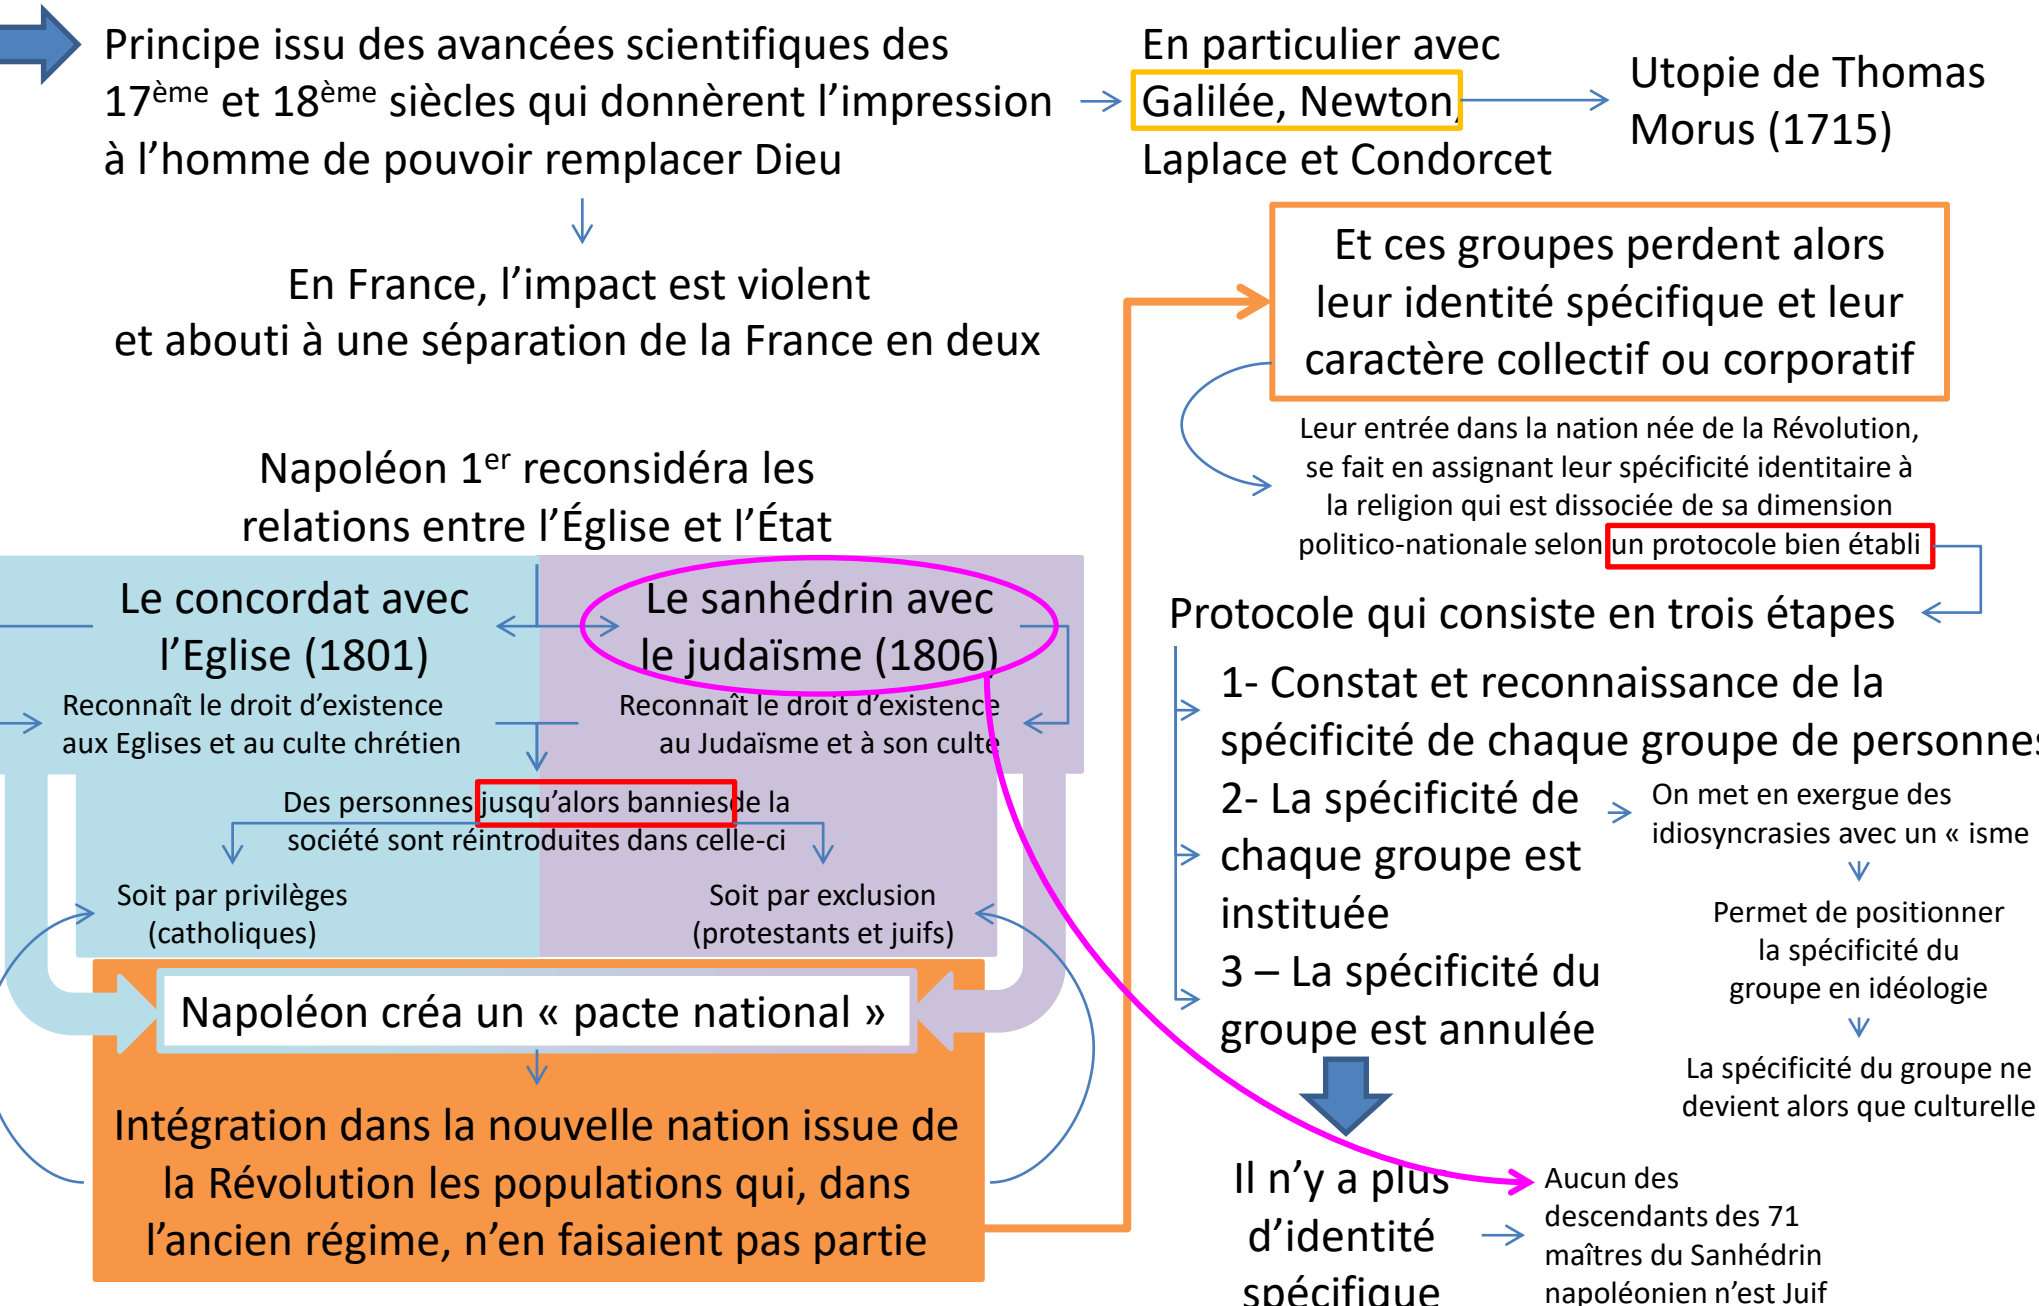 Principe issu des avancées scientifiques des
17ème et 18ème siècles qui donnèrent l’impression
à l’homme de pouvoir remplacer Dieu
En particulier avec
Galilée, Newton,
Laplace et Condorcet
Utopie de Thomas
Morus (1715)
En France, l’impact est violent
et abouti à une séparation de la France en deux
Napoléon 1er reconsidéra les
relations entre l’Église et l’État
Le concordat avec
l’Eglise (1801)
Reconnaît le droit d’existence
aux Eglises et au culte chrétien
Le sanhédrin avec
le judaïsme (1806)
Reconnaît le droit d’existence
au Judaïsme et à son culte
Des personnes jusqu’alors banniesde la
société sont réintroduites dans celle-ci
Soit par privilèges
(catholiques)
Soit par exclusion
(protestants et juifs)
Napoléon créa un « pacte national »
Intégration dans la nouvelle nation issue de
la Révolution les populations qui, dans
l’ancien régime, n’en faisaient pas partie
Et ces groupes perdent alors
leur identité spécifique et leur
caractère collectif ou corporatif
Leur entrée dans la nation née de la Révolution,
se fait en assignant leur spécificité identitaire à
la religion qui est dissociée de sa dimension
politico-nationale selon un protocole bien établi
Protocole qui consiste en trois étapes
1- Constat et reconnaissance de la
spécificité de chaque groupe de personnes
2- La spécificité de
chaque groupe est
instituée
On met en exergue des
idiosyncrasies avec un « isme
Permet de positionner
la spécificité du
groupe en idéologie
La spécificité du groupe ne
devient alors que culturelle
3 – La spécificité du
groupe est annulée
Il n’y a plus
d’identité
spécifique
Aucun des
descendants des 71
maîtres du Sanhédrin
napoléonien n’est Juif